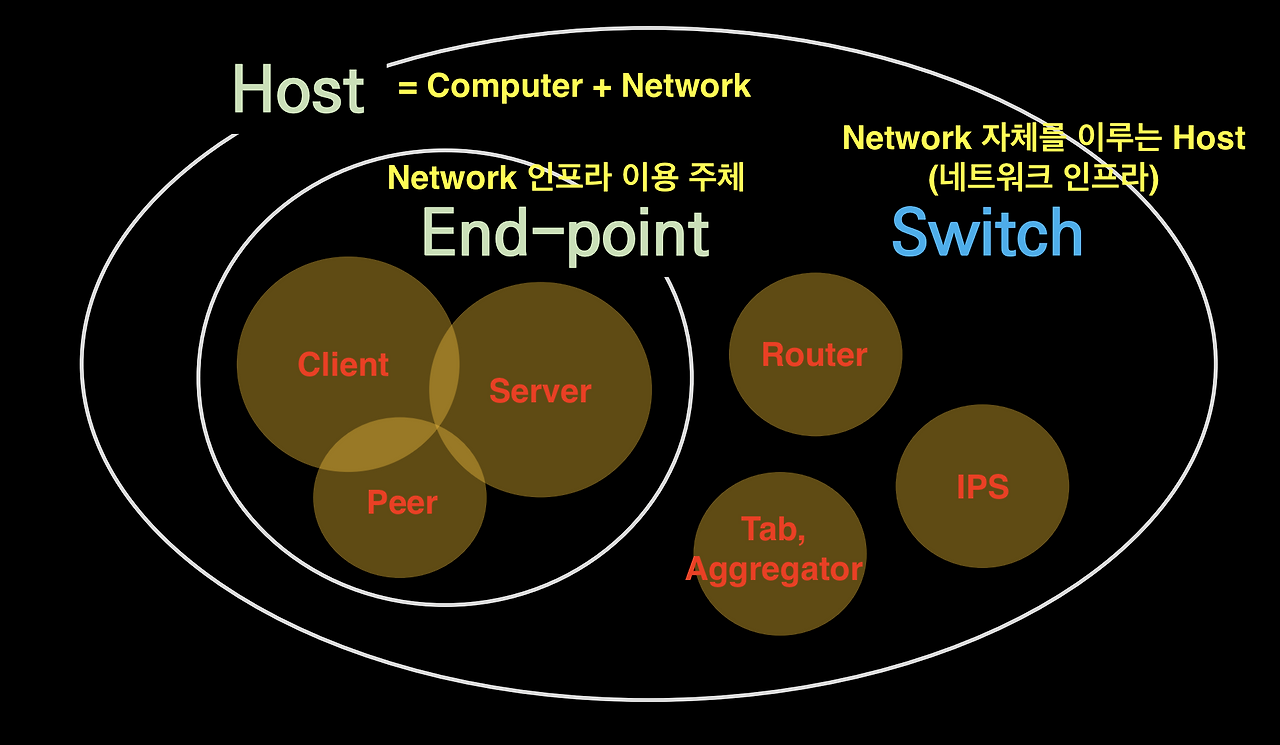 Host
= Computer + Network
Network 자체를 이루는 Host
(네트워크 인프라)
Network 인프라 이용 주체
End-point
Switch
Client
Server
Peer
Router
IPS
Tab,
Aggregator